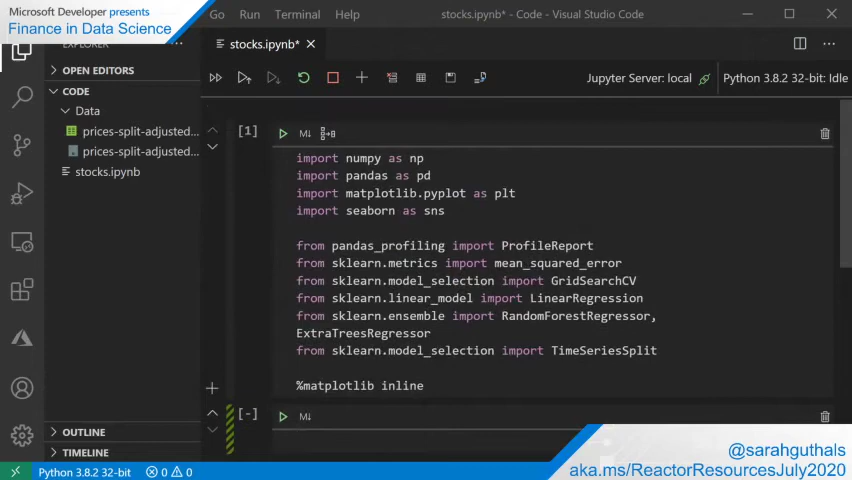 Microsoft Developer presents
Finance in Data Science
Go Run Terminal Help
stocks.ipynb* - Code - Visual Studio Code
stocks.ipynb*
OPEN EDITORS
CODE
Data
prices-split-adjusted...
prices-split-adjusted...
stocks.ipynb
OUTLINE
TIMELINE
Jupyter Server: local
Python 3.8.2 32-bit: Idle
[1]
M↓
import numpy as np
import pandas as pd
import matplotlib.pyplot as plt
import seaborn as sns
from pandas_profiling import ProfileReport
from sklearn.metrics import mean_squared_error
from sklearn.model_selection import GridSearchCV
from sklearn.linear_model import LinearRegression
from sklearn.ensemble import RandomForestRegressor,
ExtraTreesRegressor
from sklearn.model_selection import TimeSeriesSplit
%matplotlib inline
[-]
M↓
@sarahguthals
aka.ms/ReactorResourcesJuly2020
Python 3.8.2 32-bit
0 0